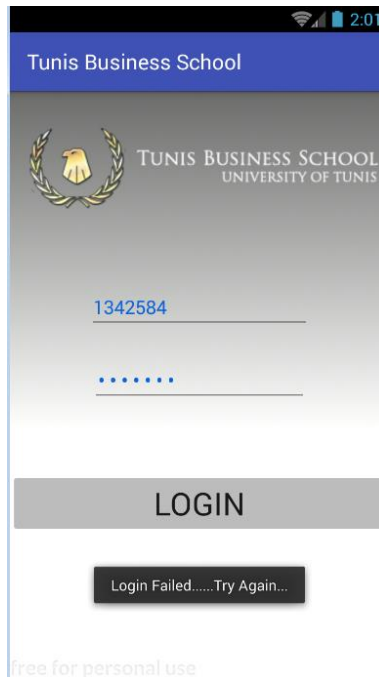 2:01
Tunis Business School
TUNIS BUSINESS SCHOOL
UNIVERSITY OF TUNIS
1342584
•••••••
LOGIN
Login Failed......Try Again...
free for personal use